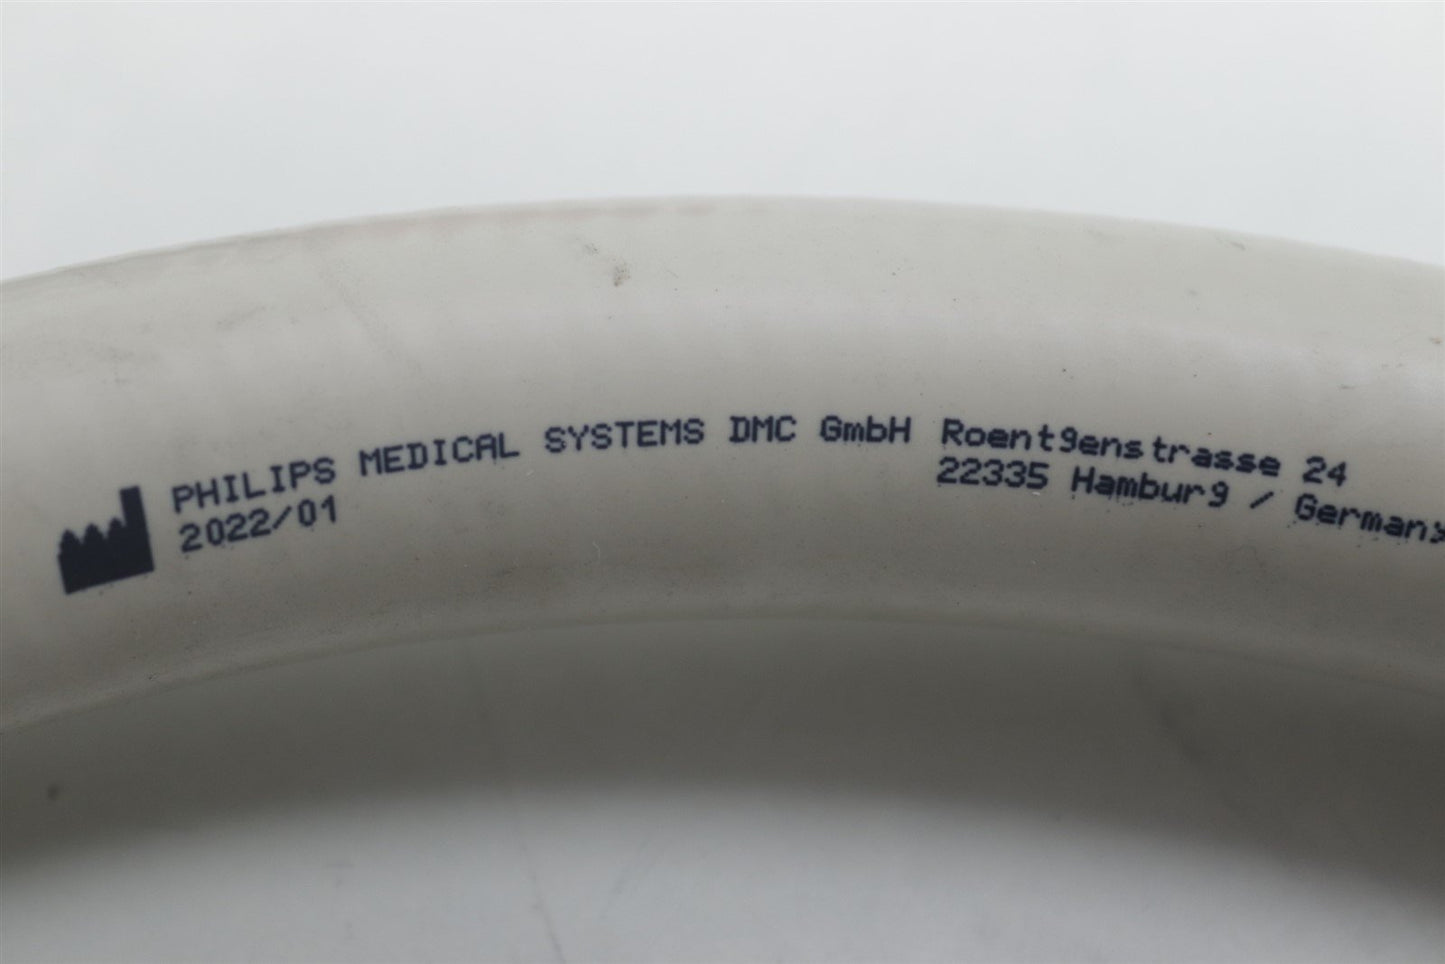 PHILIPS MEDICAL SYSTEMS DMC GmbH Roentgenstrasse 24
2022/01 22335 Hamburg / Germany